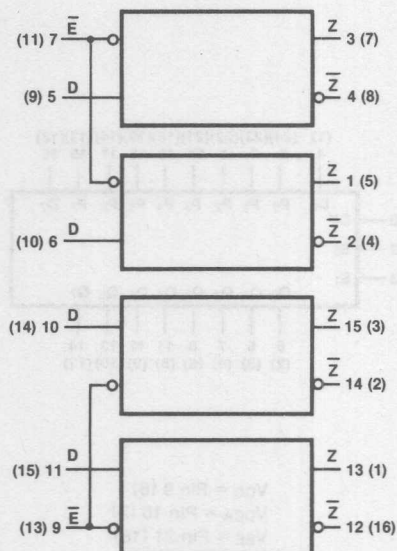 (11) 7 E̅
Z 3 (7)
(9) 5 D
Z̅ 4 (8)
Z 1 (5)
(10) 6 D
Z̅ 2 (4)
(14) 10 D
Z 15 (3)
Z̅ 14 (2)
(15) 11 D
Z 13 (1)
(13) 9 E̅
Z̅ 12 (16)